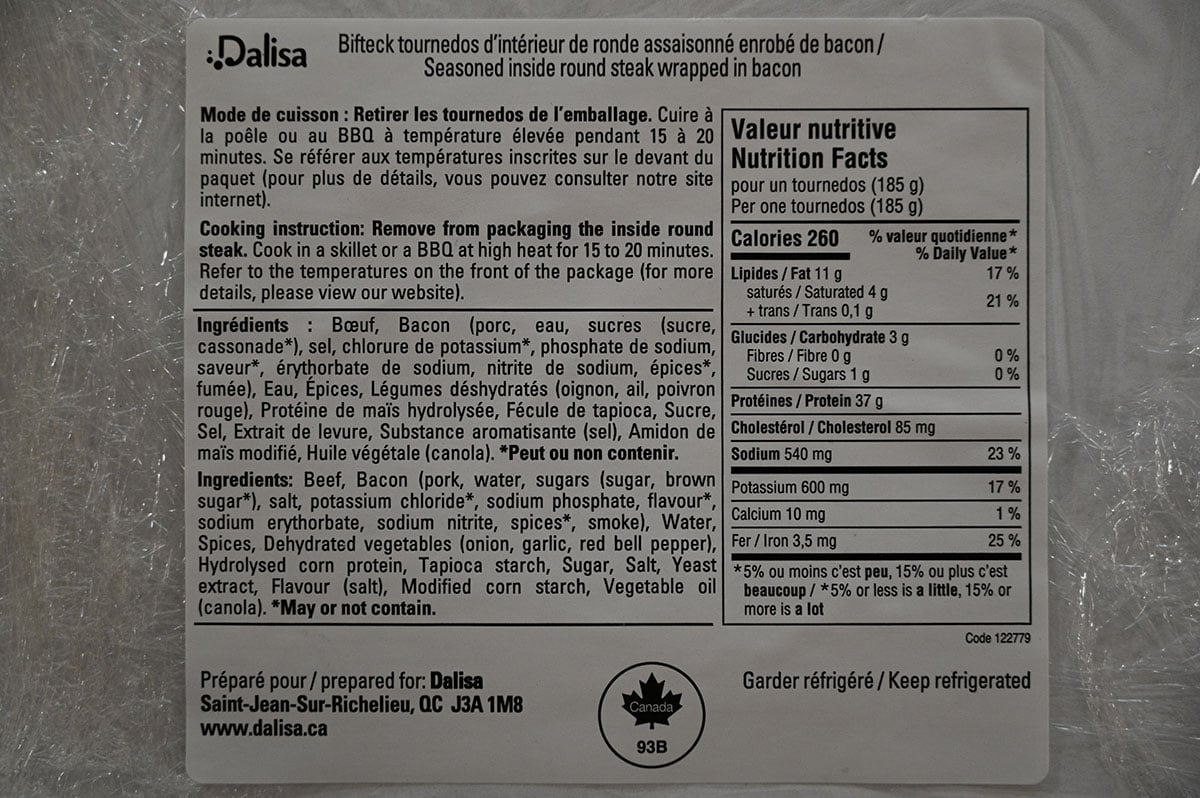 Dalisa
Bifteck tournedos d'intérieur de ronde assaisonné enrobé de bacon /
Seasoned inside round steak wrapped in bacon
Mode de cuisson : Retirer les tournedos de l'emballage. Cuire à
la poêle ou au BBQ à température élevée pendant 15 à 20
minutes. Se référer aux températures inscrites sur le devant du
paquet (pour plus de détails, vous pouvez consulter notre site
internet).
Cooking instruction: Remove from packaging the inside round
steak. Cook in a skillet or a BBQ at high heat for 15 to 20 minutes.
Refer to the temperatures on the front of the package (for more
details, please view our website).
Ingrédients : Bœuf, Bacon (porc, eau, sucres (sucre,
cassonade*), sel, chlorure de potassium*, phosphate de sodium,
saveur*, érythorbate de sodium, nitrite de sodium, épices*,
fumée), Eau, Épices, Légumes déshydratés (oignon, ail, poivron
rouge), Protéine de maïs hydrolysée, Fécule de tapioca, Sucre,
Sel, Extrait de levure, Substance aromatisante (sel), Amidon de
maïs modifié, Huile végétale (canola). *Peut ou non contenir.
Ingredients: Beef, Bacon (pork, water, sugars (sugar, brown
sugar*), salt, potassium chloride*, sodium phosphate, flavour*,
sodium erythorbate, sodium nitrite, spices*, smoke), Water,
Spices, Dehydrated vegetables (onion, garlic, red bell pepper),
Hydrolysed corn protein, Tapioca starch, Sugar, Salt, Yeast
extract, Flavour (salt), Modified corn starch, Vegetable oil
(canola). *May or not contain.
Valeur nutritive
Nutrition Facts
pour un tournedos (185 g)
Per one tournedos (185 g)
Calories 260 % valeur quotidienne*
% Daily Value*
Lipides / Fat 11 g 17 %
saturés / Saturated 4 g
+ trans / Trans 0,1 g 21 %
Glucides / Carbohydrate 3 g
Fibres / Fibre 0 g 0 %
Sucres / Sugars 1 g 0 %
Protéines / Protein 37 g
Cholestérol / Cholesterol 85 mg
Sodium 540 mg 23 %
Potassium 600 mg 17 %
Calcium 10 mg 1 %
Fer / Iron 3,5 mg 25 %
*5% ou moins c'est peu, 15% ou plus c'est
beaucoup / *5% or less is a little, 15% or
more is a lot
Code 122779
Préparé pour / prepared for: Dalisa
Saint-Jean-Sur-Richelieu, QC J3A 1M8
www.dalisa.ca
Canada
93B
Garder réfrigéré / Keep refrigerated